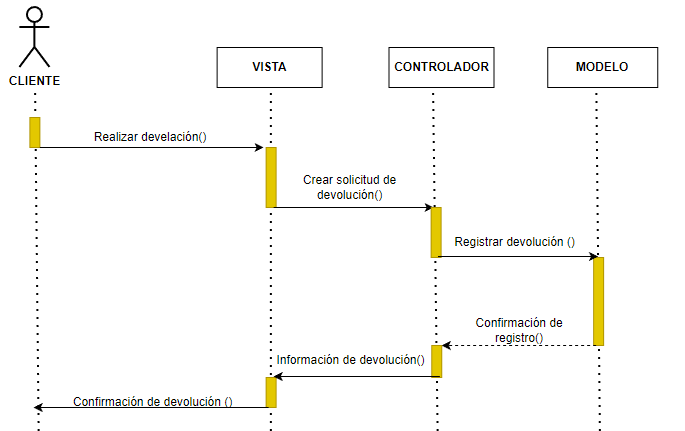 CLIENTE
VISTA
CONTROLADOR
MODELO
Realizar develación()
Crear solicitud de
devolución()
Registrar devolución ()
Confirmación de
registro()
Información de devolución()
Confirmación de devolución ()